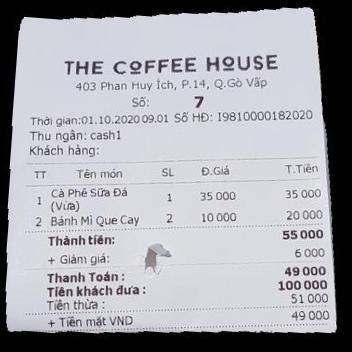 THE COFFEE HOUSE
403 Phan Huy Ích, P.14, Q.Gò Vấp
Số: 7
Thời gian:01.10.2020 09.01 Số HĐ: I9810000182020
Thu ngân: cash1
Khách hàng:
TT Tên món SL Đ.Giá T.Tiền
1 Cà Phê Sữa Đá 1 35 000 35 000
(Vừa)
2 Bánh Mì Que Cay 2 10 000 20 000
Thành tiền: 55 000
+ Giảm giá: 6 000
Thanh Toán : 49 000
Tiền khách đưa : 100 000
Tiền thừa : 51 000
+ Tiền mặt VND 49 000